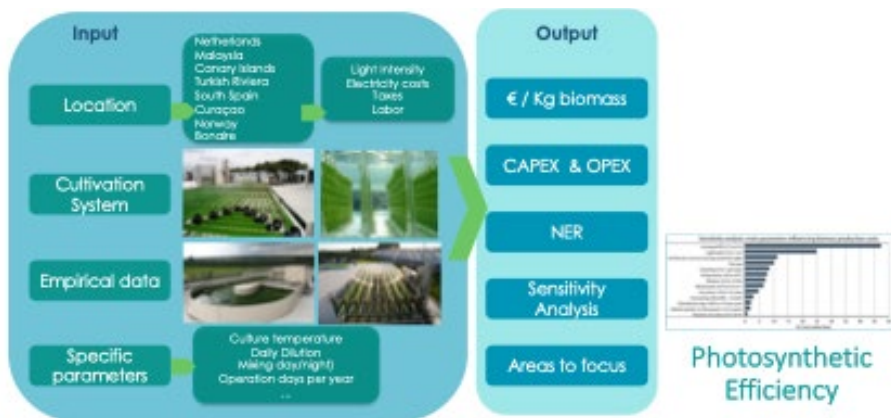 Input
Location
Netherlands
Malaysia
Canary Islands
Turkish Riviera
South Spain
Curaçao
Norway
Bonaire
Light Intensity
Electricity costs
Taxes
Labor
Cultivation
System
Empirical data
Specific
parameters
Culture temperature
Daily Dilution
Mixing day(night)
Operation days per year
...
Output
€ / Kg biomass
CAPEX & OPEX
NER
Sensitivity
Analysis
Areas to focus
Photosynthetic
Efficiency